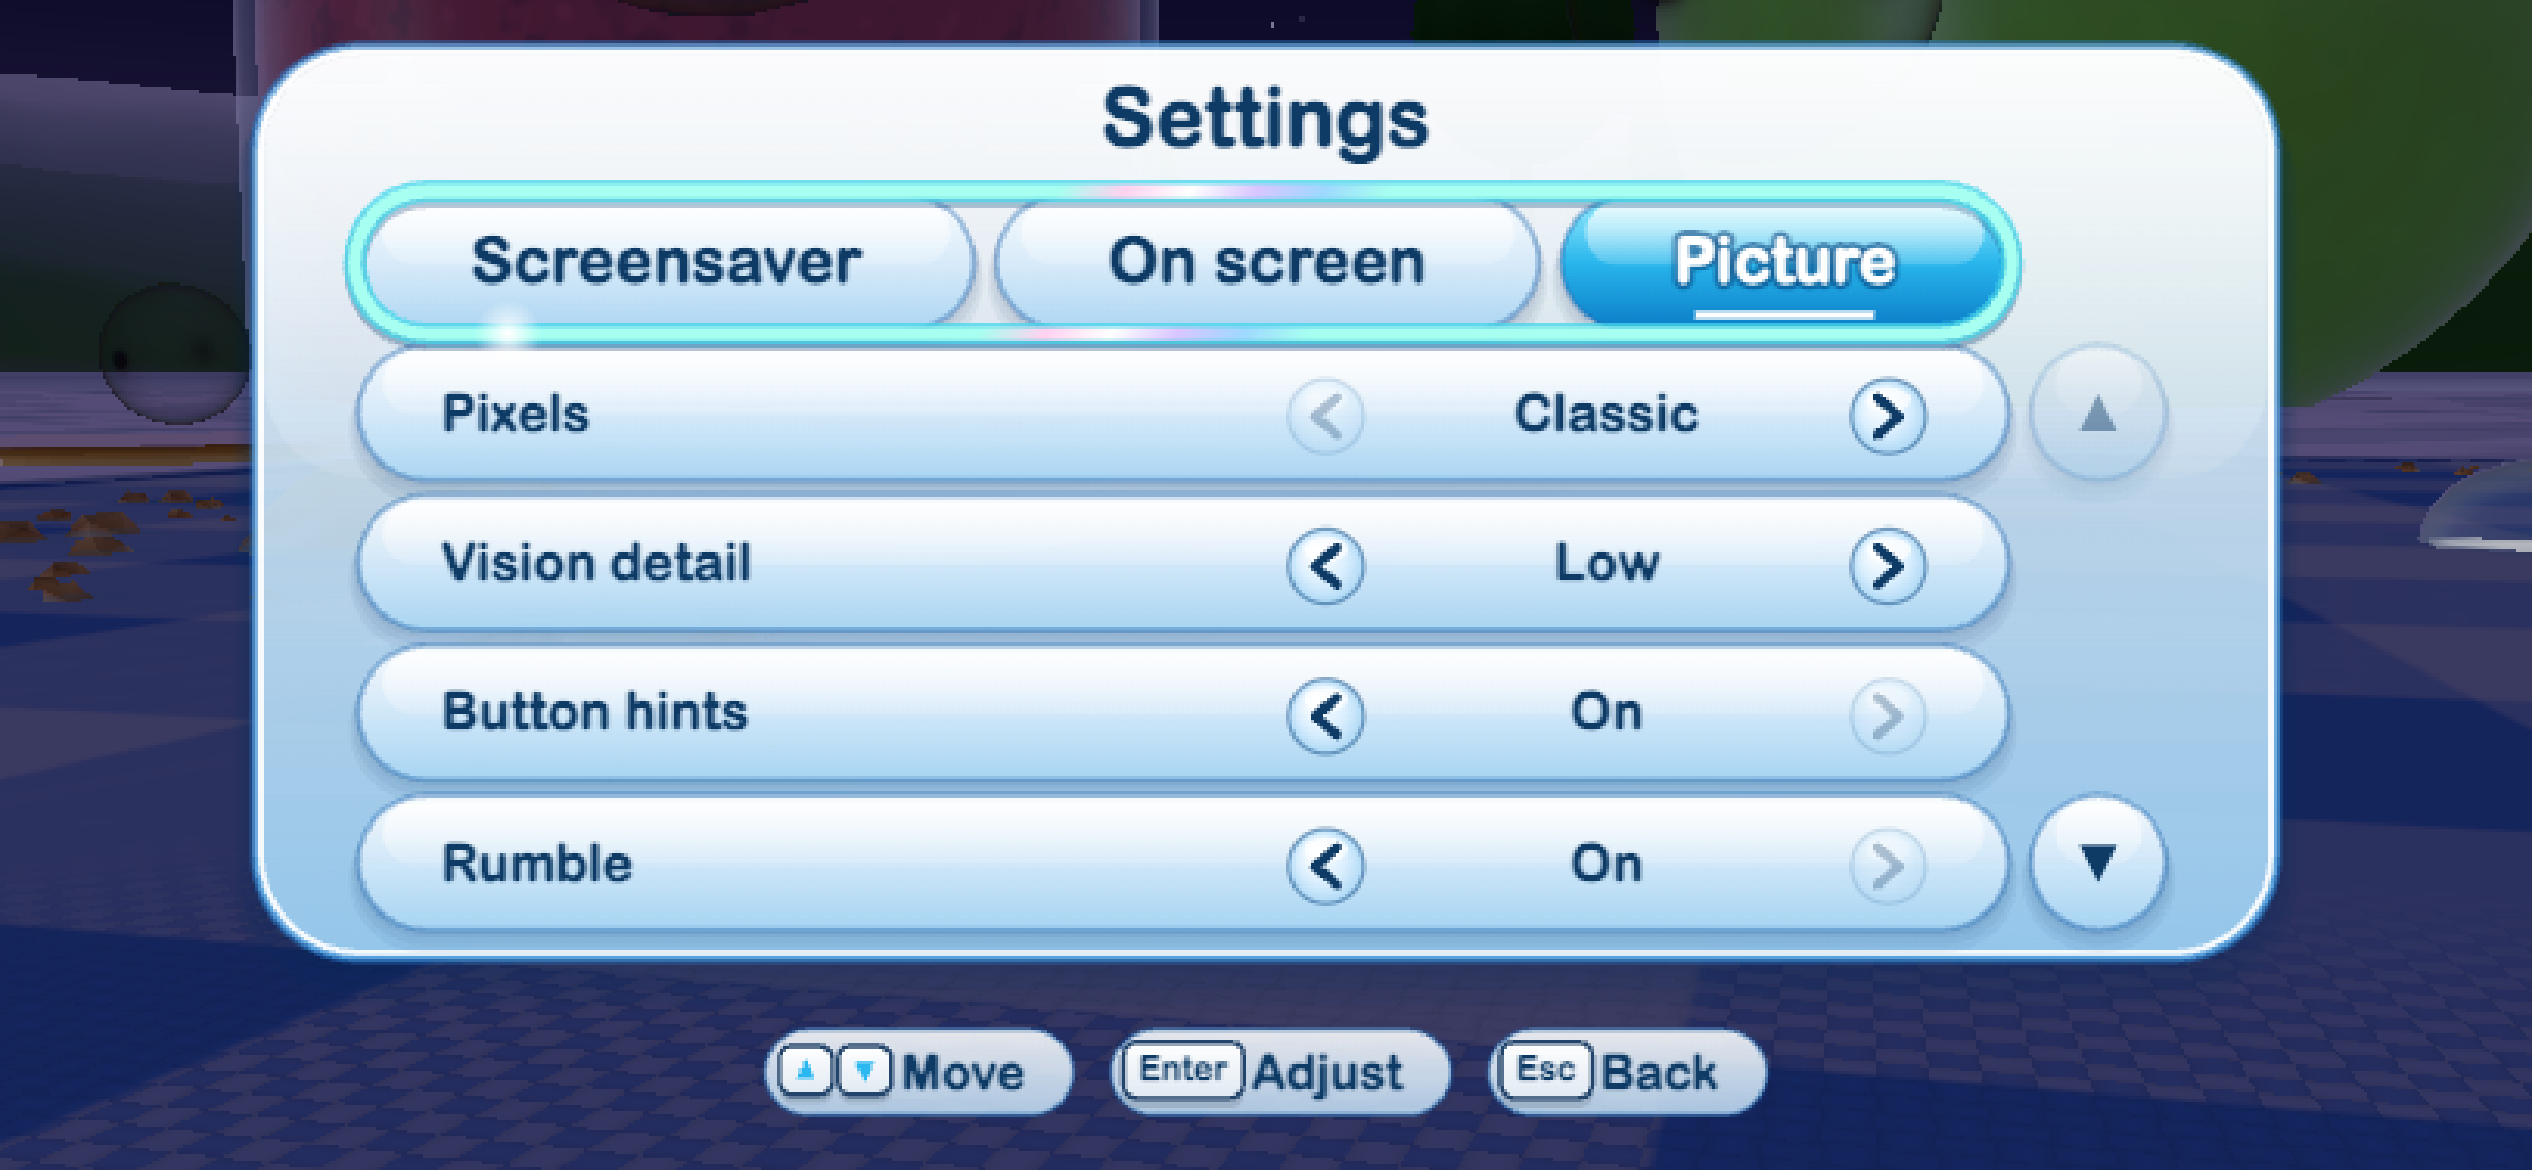 Settings
Screensaver On screen Picture
Pixels < Classic >
Vision detail < Low >
Button hints < On >
Rumble < On >
▲ ▼ Move Enter Adjust Esc Back